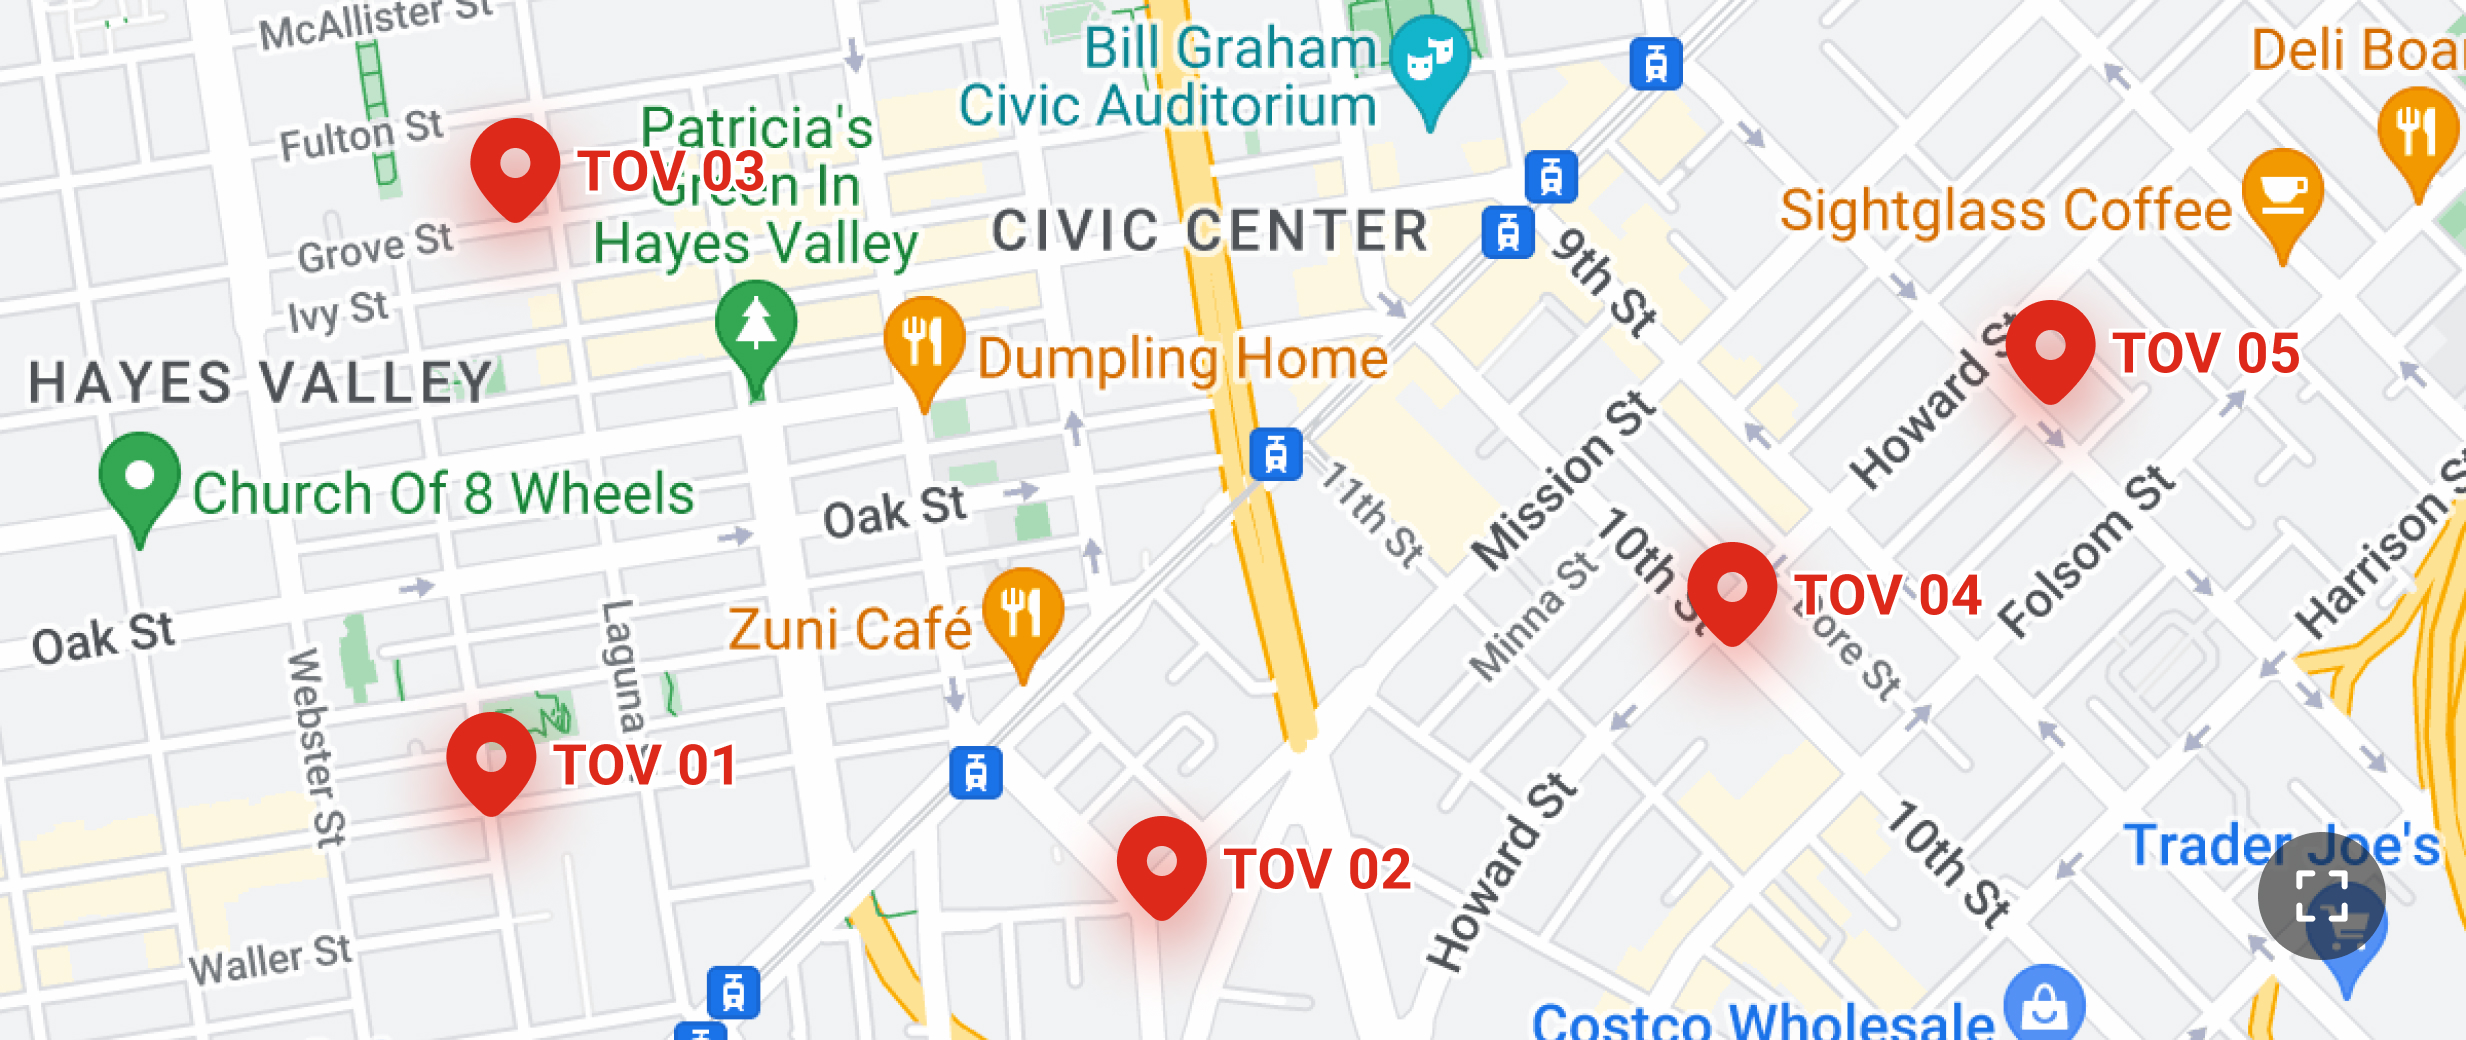 McAllister St
Bill Graham
Civic Auditorium
Deli Boar
Fulton St
Patricia's
Green In
Hayes Valley
TOV 03
Sightglass Coffee
CIVIC CENTER
Grove St
9th St
Ivy St
Howard St
TOV 05
Dumpling Home
HAYES VALLEY
Mission St
Church Of 8 Wheels
Oak St
11th St
Folsom St
10th St
Minna St
TOV 04
Harrison St
Oak St
Zuni Café
Laguna
Webster St
TOV 01
Howard St
10th St
TOV 02
Trader Joe's
Waller St
Costco Wholesale